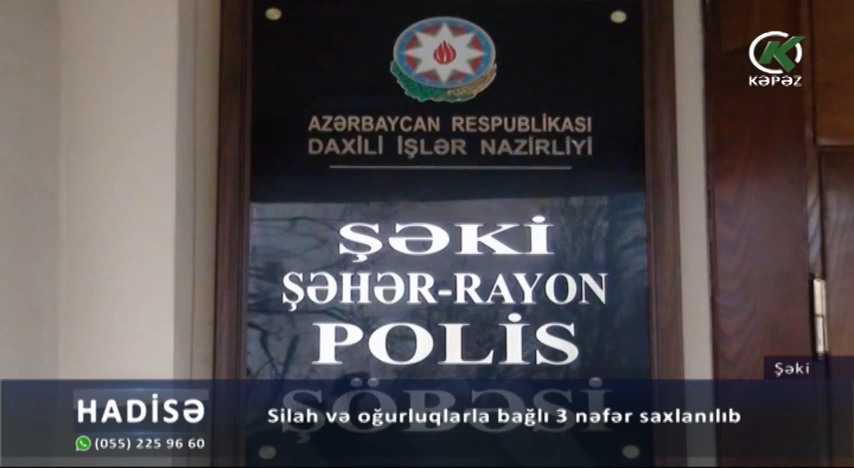 KƏPƏZ
AZƏRBAYCAN RESPUBLİKASI
DAXİLİ İŞLƏR NAZİRLİYİ
ŞƏKİ
ŞƏHƏR-RAYON
POLİS
ŞÖBƏSİ
Şəki
HADİSƏ
Silah və oğurluqlarla bağlı 3 nəfər saxlanılıb
(055) 225 96 60